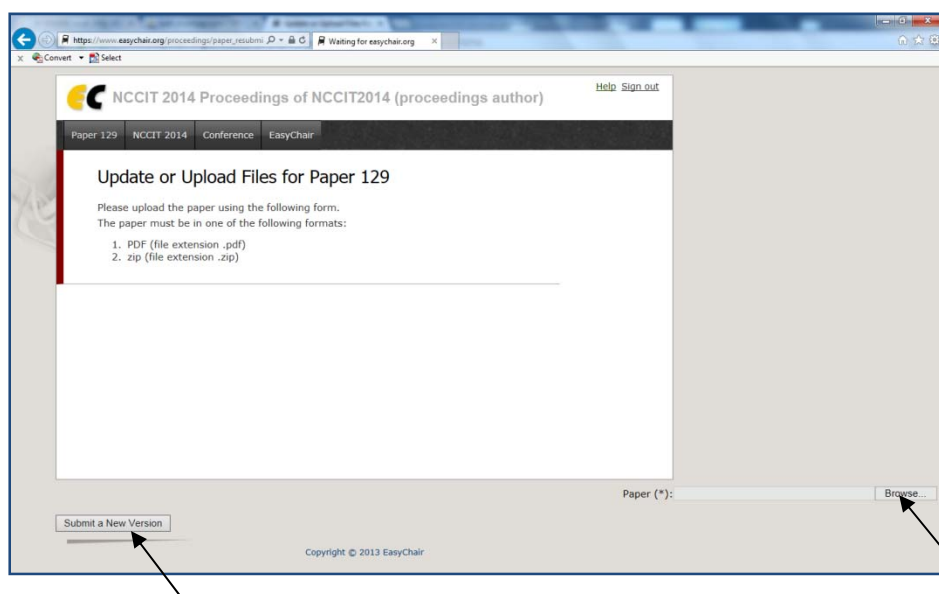 https://www.easychair.org/proceedings/paper_resubmi
Waiting for easychair.org
Convert Select
EC NCCIT 2014 Proceedings of NCCIT2014 (proceedings author)
Help Sign out
Paper 129 NCCIT 2014 Conference EasyChair
Update or Upload Files for Paper 129
Please upload the paper using the following form.
The paper must be in one of the following formats:
1. PDF (file extension .pdf)
2. zip (file extension .zip)
Paper (*):
Browse...
Submit a New Version
Copyright © 2013 EasyChair